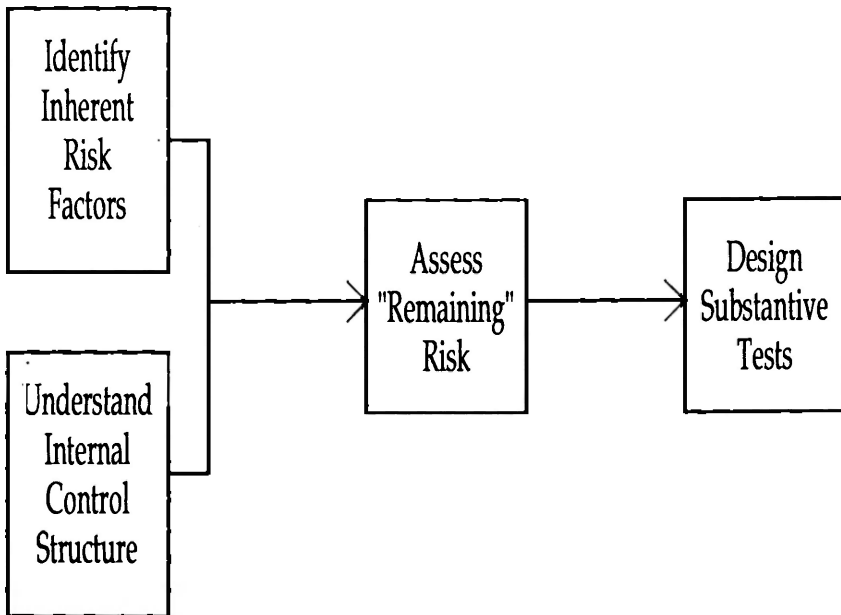 Identify
Inherent
Risk
Factors
Understand
Internal
Control
Structure
Assess
"Remaining"
Risk
Design
Substantive
Tests